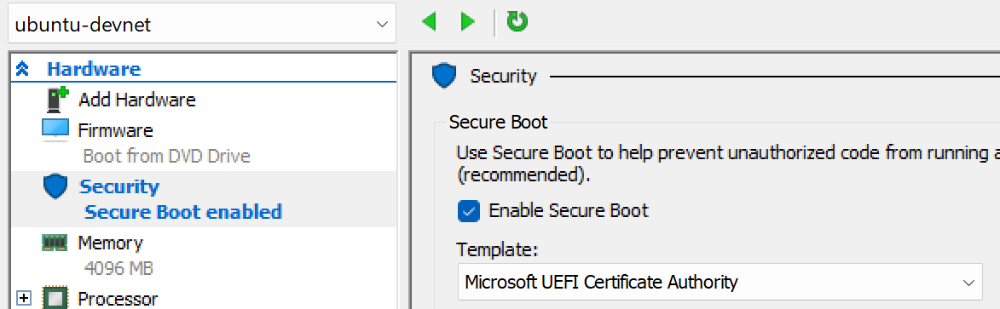 ubuntu-devnet
Hardware
Add Hardware
Firmware
Boot from DVD Drive
Security
Secure Boot enabled
Memory
4096 MB
Processor
Security
Secure Boot
Use Secure Boot to help prevent unauthorized code from running a
(recommended).
Enable Secure Boot
Template:
Microsoft UEFI Certificate Authority